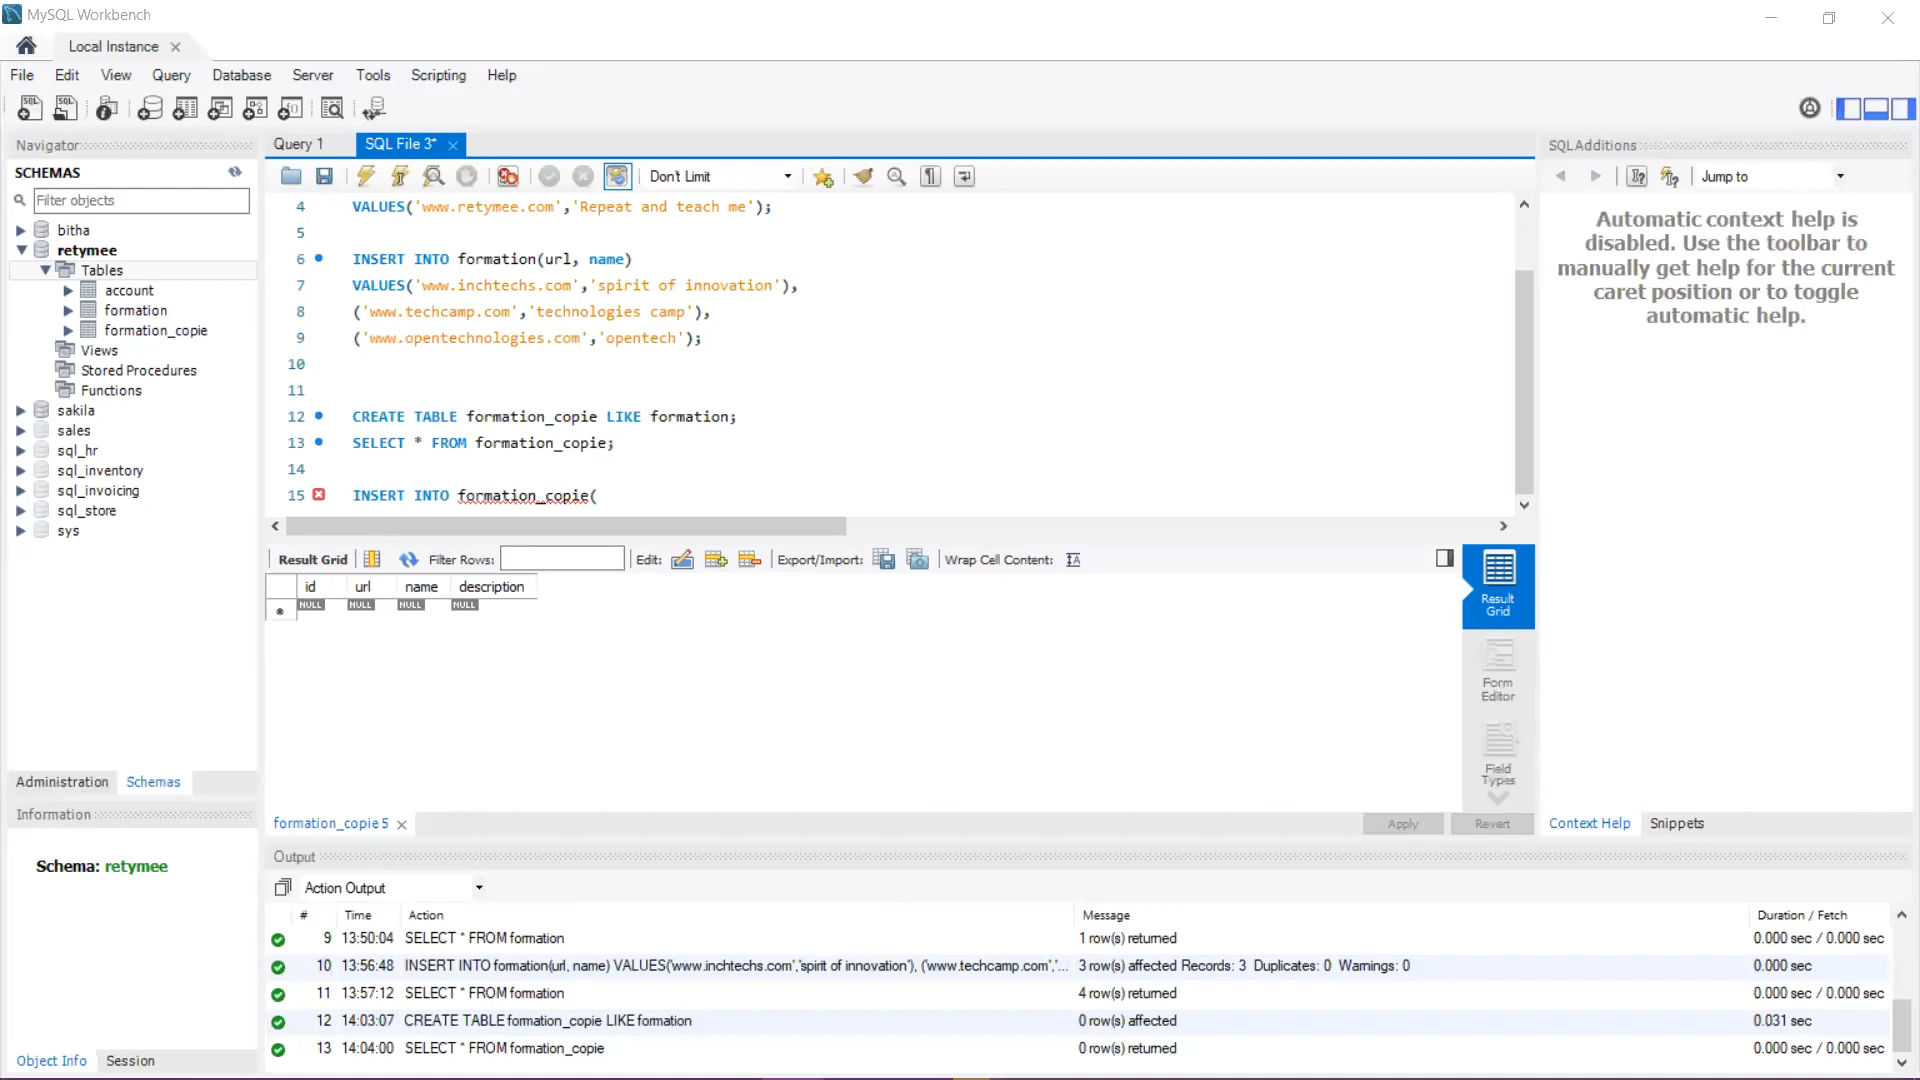 MySQL Workbench
Local Instance
File Edit View Query Database Server Tools Scripting Help
Navigator
SCHEMAS
Filter objects
bitha
retymee
Tables
account
formation
formation_copie
Views
Stored Procedures
Functions
sakila
sales
sql_hr
sql_inventory
sql_invoicing
sql_store
sys
Administration Schemas
Information
Schema: retymee
Object Info Session
Query 1 SQL File 3*
Don't Limit
4 VALUES('www.retymee.com','Repeat and teach me');
5
6 INSERT INTO formation(url, name)
7 VALUES('www.inchtechs.com','spirit of innovation'),
8 ('www.techcamp.com','technologies camp'),
9 ('www.opentechnologies.com','opentech');
10
11
12 CREATE TABLE formation_copie LIKE formation;
13 SELECT * FROM formation_copie;
14
15 INSERT INTO formation_copie(
Result Grid Filter Rows: Edit: Export/Import: Wrap Cell Content:
id url name description
NULL NULL NULL NULL
Result
Grid
Form
Editor
Field
Types
formation_copie 5
Apply Revert
SQLAdditions
Jump to
Automatic context help is
disabled. Use the toolbar to
manually get help for the current
caret position or to toggle
automatic help.
Context Help Snippets
Output
Action Output
# Time Action Message Duration / Fetch
9 13:50:04 SELECT * FROM formation 1 row(s) returned 0.000 sec / 0.000 sec
10 13:56:48 INSERT INTO formation(url, name) VALUES('www.inchtechs.com','spirit of innovation'), ('www.techcamp.com','... 3 row(s) affected Records: 3 Duplicates: 0 Warnings: 0 0.000 sec
11 13:57:12 SELECT * FROM formation 4 row(s) returned 0.000 sec / 0.000 sec
12 14:03:07 CREATE TABLE formation_copie LIKE formation 0 row(s) affected 0.031 sec
13 14:04:00 SELECT * FROM formation_copie 0 row(s) returned 0.000 sec / 0.000 sec